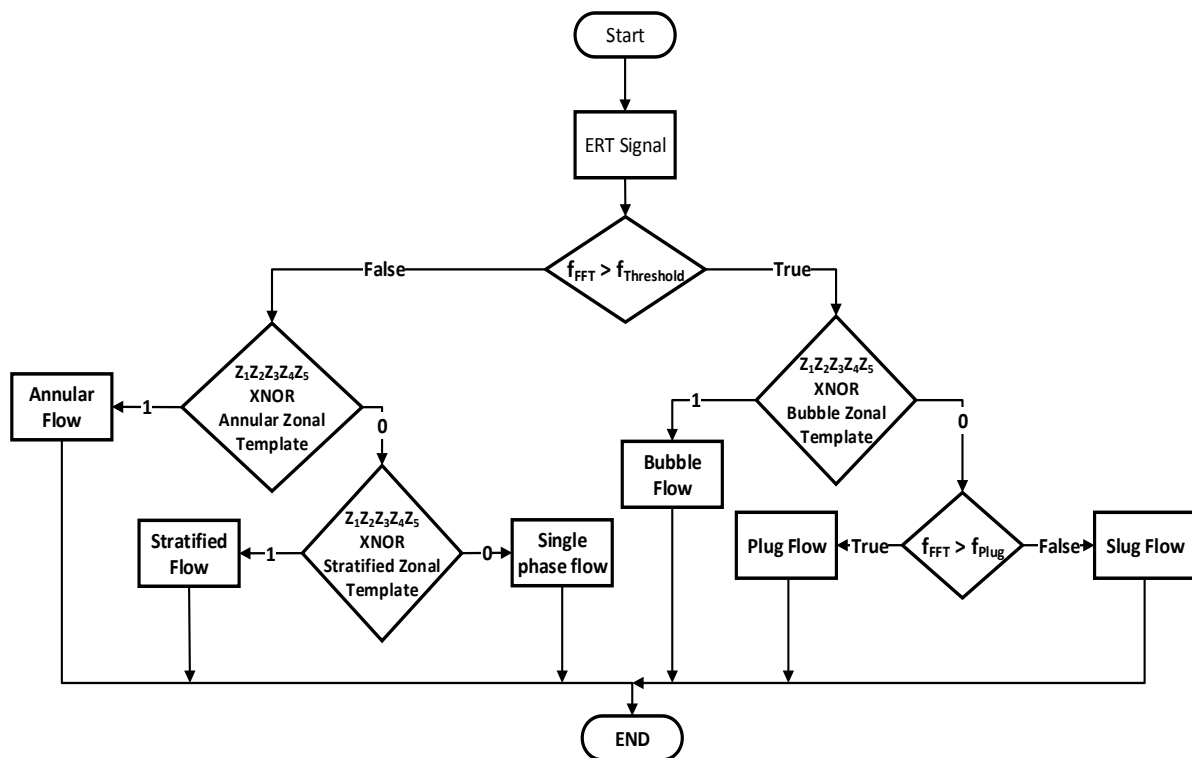 Start
ERT Signal
f_FFT > f_Threshold
False
True
Z₁Z₂Z₃Z₄Z₅
XNOR
Annular Zonal
Template
1
0
Annular
Flow
Z₁Z₂Z₃Z₄Z₅
XNOR
Bubble Zonal
Template
1
0
Bubble
Flow
Z₁Z₂Z₃Z₄Z₅
XNOR
Stratified Zonal
Template
1
0
Stratified
Flow
Single
phase flow
f_FFT > f_Plug
True
False
Plug Flow
Slug Flow
END